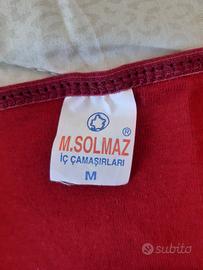 ®
M.SOLMAZ
İÇ ÇAMAŞIRLARI
M
subito